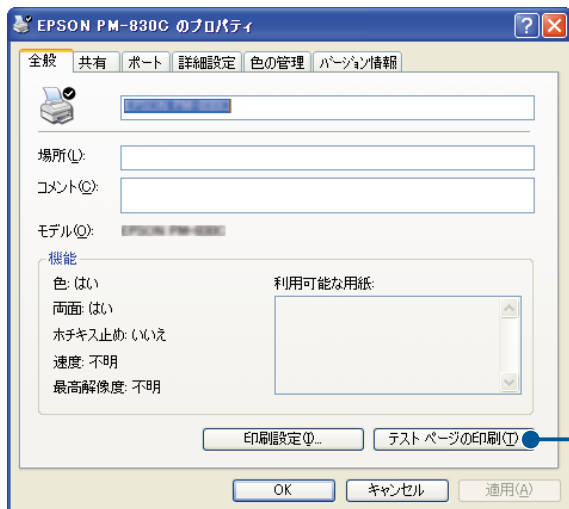 EPSON PM-830C のプロパティ
全般 共有 ポート 詳細設定 色の管理 バージョン情報
場所(L):
コメント(C):
モデル(O):
機能
色: はい
利用可能な用紙:
両面: はい
ホチキス止め: いいえ
速度: 不明
最高解像度: 不明
印刷設定(I)... テスト ページの印刷(T)
OK キャンセル 適用(A)